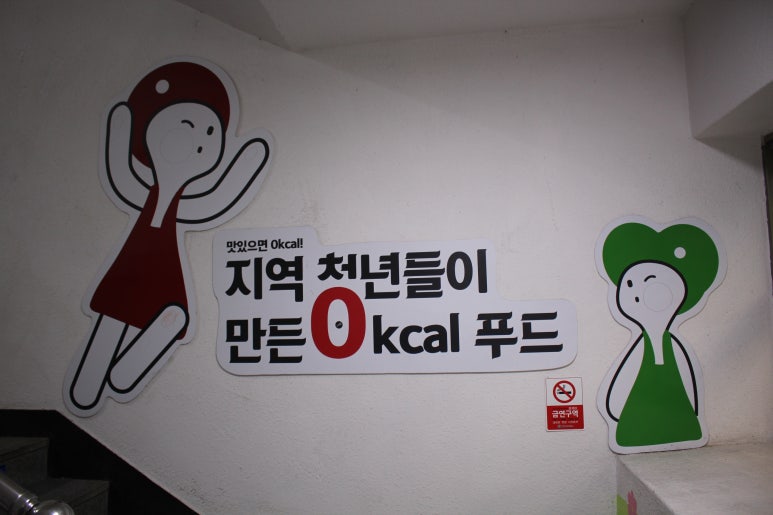 맛있으면 0kcal!
지역 청년들이
만든 0kcal 푸드
금연구역